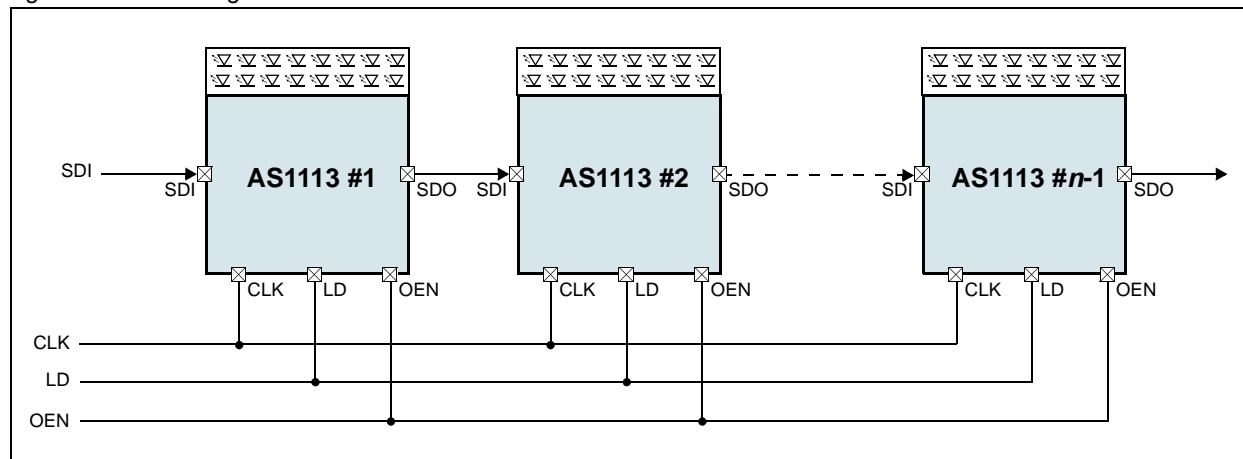 SDI
SDI
AS1113 #1
SDO
SDI
AS1113 #2
SDO
SDI
AS1113 #n-1
SDO
CLK
LD
OEN
CLK
LD
OEN
CLK
LD
OEN
CLK
LD
OEN